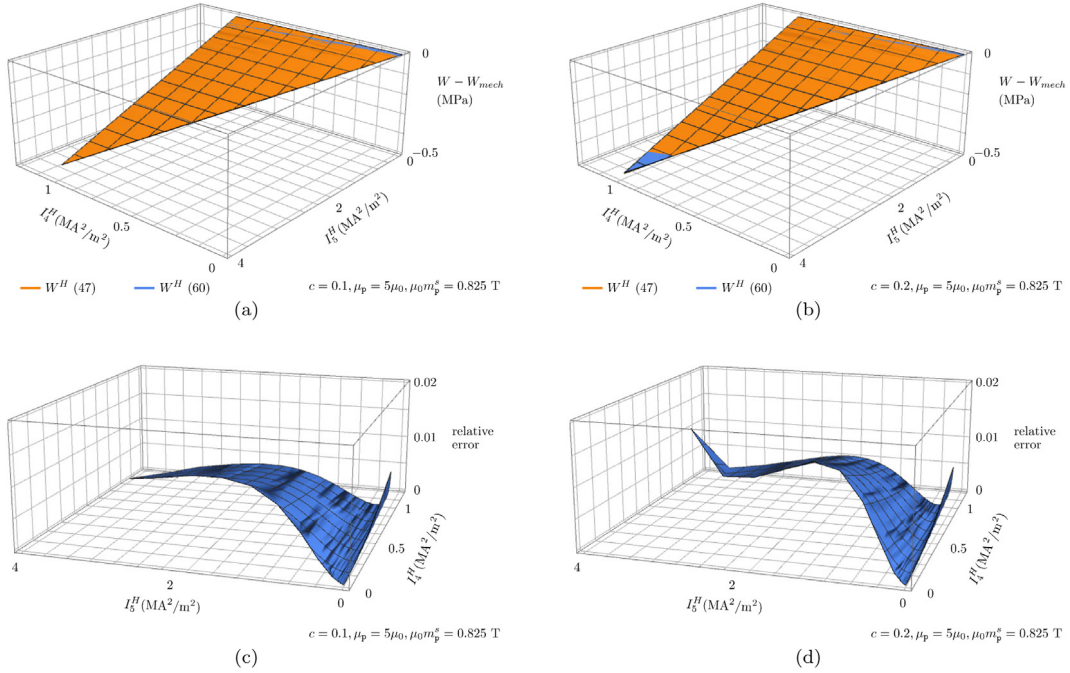 0
W − W_mech
(MPa)
−0.5
0
2
I_5^H (MA²/m²)
4
1
0.5
I_4^H (MA²/m²)
0
W^H (47)
W^H (60)
c = 0.1, μ_p = 5μ_0, μ_0 m_p^s = 0.825 T
(a)
0
W − W_mech
(MPa)
−0.5
0
2
I_5^H (MA²/m²)
4
1
0.5
I_4^H (MA²/m²)
0
W^H (47)
W^H (60)
c = 0.2, μ_p = 5μ_0, μ_0 m_p^s = 0.825 T
(b)
0.02
0.01
relative
error
0
1
0.5
I_4^H (MA²/m²)
0
4
2
0
I_5^H (MA²/m²)
c = 0.1, μ_p = 5μ_0, μ_0 m_p^s = 0.825 T
(c)
0.02
0.01
relative
error
0
1
0.5
I_4^H (MA²/m²)
0
4
2
0
I_5^H (MA²/m²)
c = 0.2, μ_p = 5μ_0, μ_0 m_p^s = 0.825 T
(d)